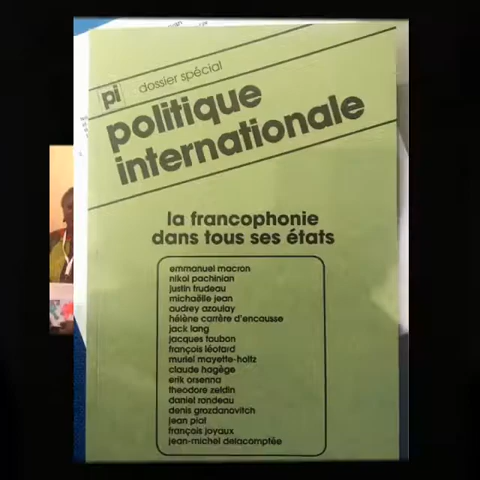 pi
dossier spécial
politique
internationale
la francophonie
dans tous ses états
emmanuel macron
nikol pachinian
justin trudeau
michaëlle jean
audrey azoulay
hélène carrère d'encausse
jack lang
jacques toubon
françois léotard
muriel mayette-holtz
claude hagège
erik orsenna
theodore zeldin
daniel rondeau
denis grozdanovitch
jean piat
françois joyaux
jean-michel delacomptée